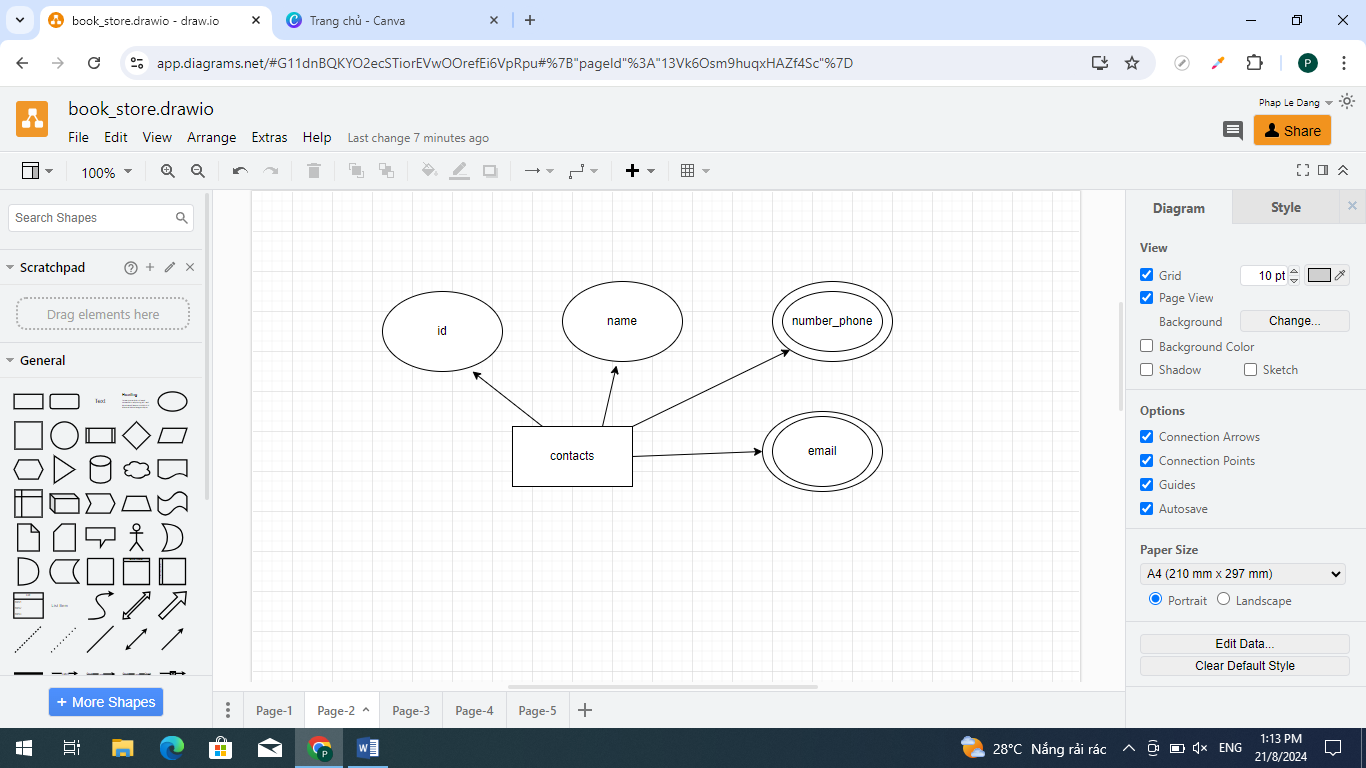 book_store.drawio - draw.io
Trang chủ - Canva
app.diagrams.net/#G11dnBQKYO2ecSTiorEVwOOrefEi6VpRpu#%7B"pageId"%3A"13Vk6Osm9huqxHAZf4Sc"%7D
P
book_store.drawio
Phap Le Dang
File Edit View Arrange Extras Help Last change 7 minutes ago
Share
100%
Search Shapes
Scratchpad
Drag elements here
General
Text
Heading
id
name
number_phone
contacts
email
More Shapes
Page-1 Page-2 Page-3 Page-4 Page-5
Diagram Style
View
Grid 10 pt
Page View
Background Change...
Background Color
Shadow Sketch
Options
Connection Arrows
Connection Points
Guides
Autosave
Paper Size
A4 (210 mm x 297 mm)
Portrait Landscape
Edit Data...
Clear Default Style
28°C Nắng rải rác ENG
1:13 PM
21/8/2024